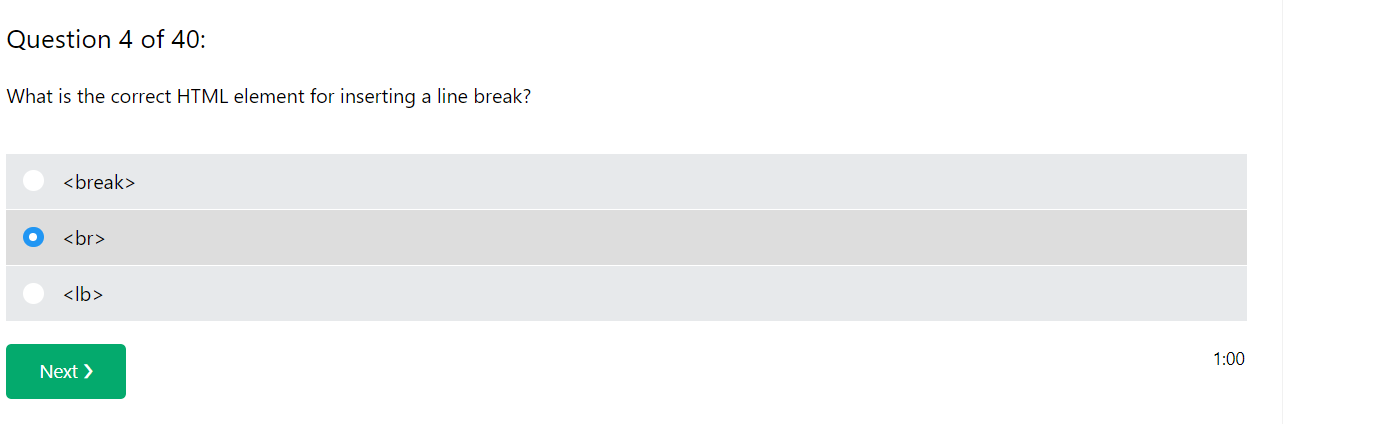 Question 4 of 40:
What is the correct HTML element for inserting a line break?
<break>
<br>
<lb>
Next ❯
1:00